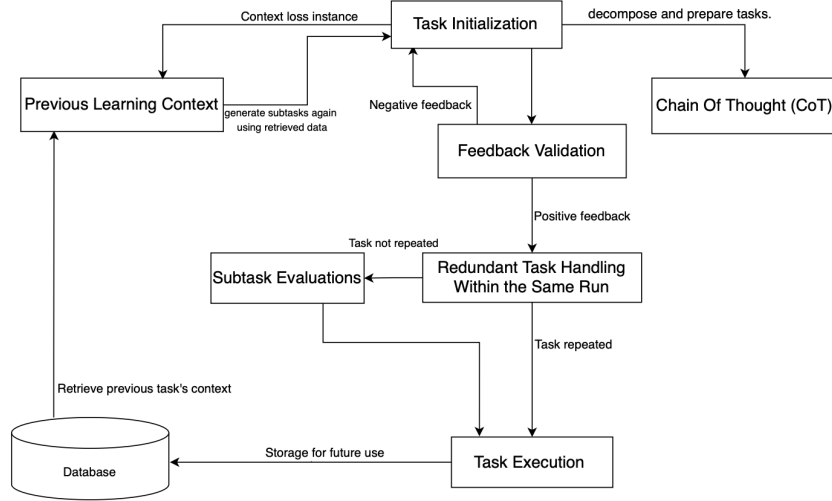 Context loss instance
Task Initialization
decompose and prepare tasks.
Previous Learning Context
generate subtasks again
using retrieved data
Negative feedback
Chain Of Thought (CoT)
Feedback Validation
Positive feedback
Task not repeated
Subtask Evaluations
Redundant Task Handling
Within the Same Run
Task repeated
Retrieve previous task's context
Database
Storage for future use
Task Execution